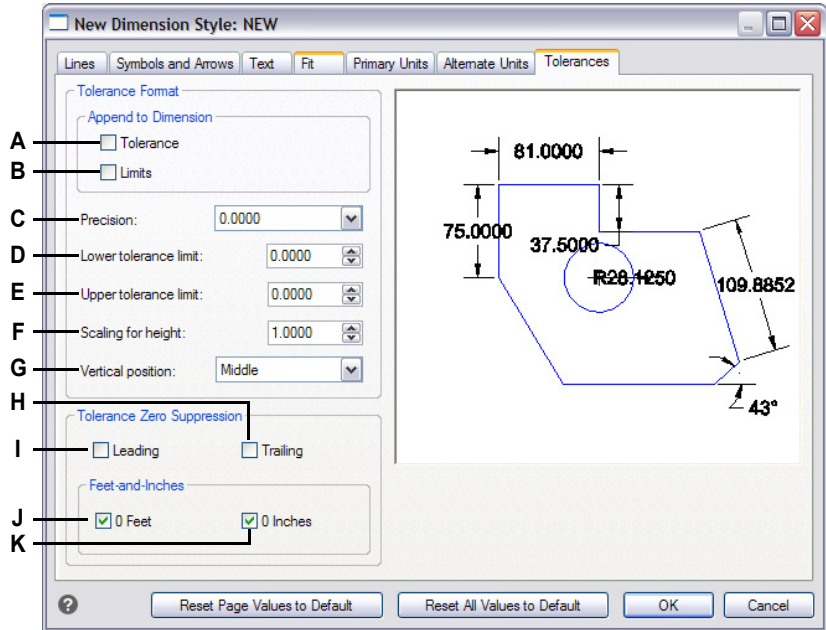 New Dimension Style: NEW
Lines Symbols and Arrows Text Fit Primary Units Alternate Units Tolerances
Tolerance Format
Append to Dimension
A Tolerance
B Limits
C Precision: 0.0000
D Lower tolerance limit: 0.0000
E Upper tolerance limit: 0.0000
F Scaling for height: 1.0000
G Vertical position: Middle
H
Tolerance Zero Suppression
I Leading Trailing
Feet-and-Inches
J 0 Feet 0 Inches
K
81.0000
75.0000
37.5000
R28.1250
109.8852
43°
? Reset Page Values to Default Reset All Values to Default OK Cancel